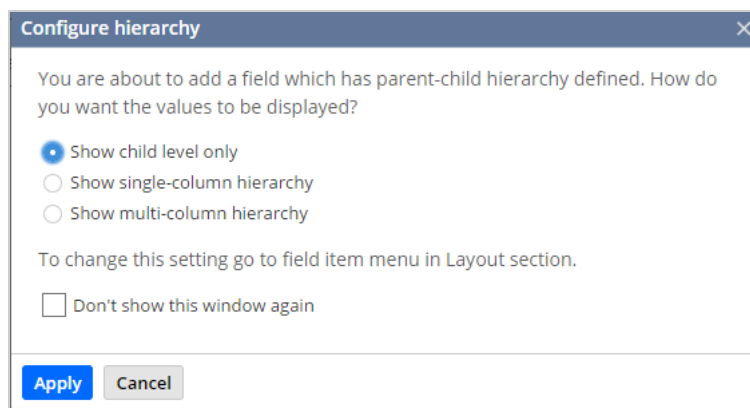 Configure hierarchy
You are about to add a field which has parent-child hierarchy defined. How do
you want the values to be displayed?
Show child level only
Show single-column hierarchy
Show multi-column hierarchy
To change this setting go to field item menu in Layout section.
Don't show this window again
Apply
Cancel